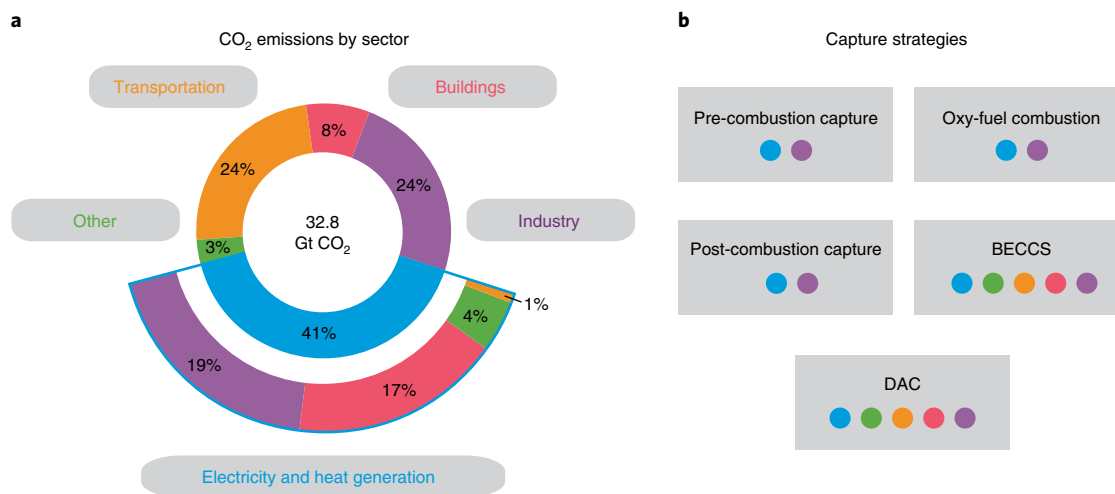 a
CO₂ emissions by sector
Transportation
Buildings
8%
24%
24%
Other
Industry
32.8
Gt CO₂
3%
1%
4%
41%
19%
17%
Electricity and heat generation
b
Capture strategies
Pre-combustion capture
Oxy-fuel combustion
Post-combustion capture
BECCS
DAC